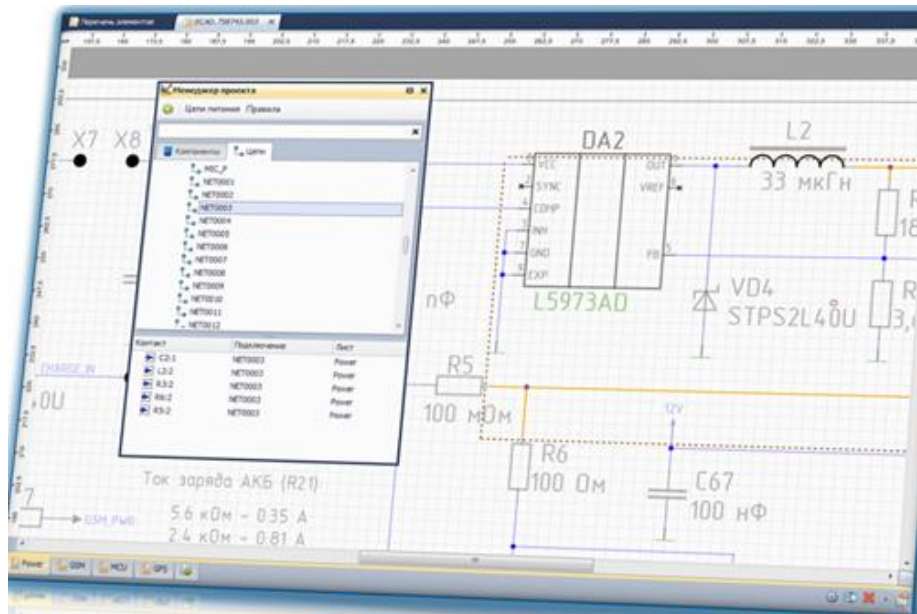 Перечень элементов
ECAD_758793.003
Менеджер проекта
Цепи питания Правила
Компоненты
Цепи
MIC_P
NET0001
NET0002
NET0003
NET0004
NET0005
NET0006
NET0007
NET0008
NET0009
NET0010
NET0011
NET0012
Контакт Подключение Лист
C2:1 NET0003 Power
L2:2 NET0003 Power
R3:2 NET0003 Power
R6:2 NET0003 Power
R5:2 NET0003 Power
X7 X8
DA2
VCC
SYNC
COMP
INH
GND
EXP
OUT
VREF
FB
L5973AD
L2
33 мкГн
VD4
STPS2L40U
пФ
CHARGE_IN
R5
100 мОм
R6
100 Ом
12V
C67
100 нФ
Ток заряда АКБ (R21)
5.6 кОм - 0.35 А
2.4 кОм - 0.81 А
GSM_PWR
Power GSM MCU GPS